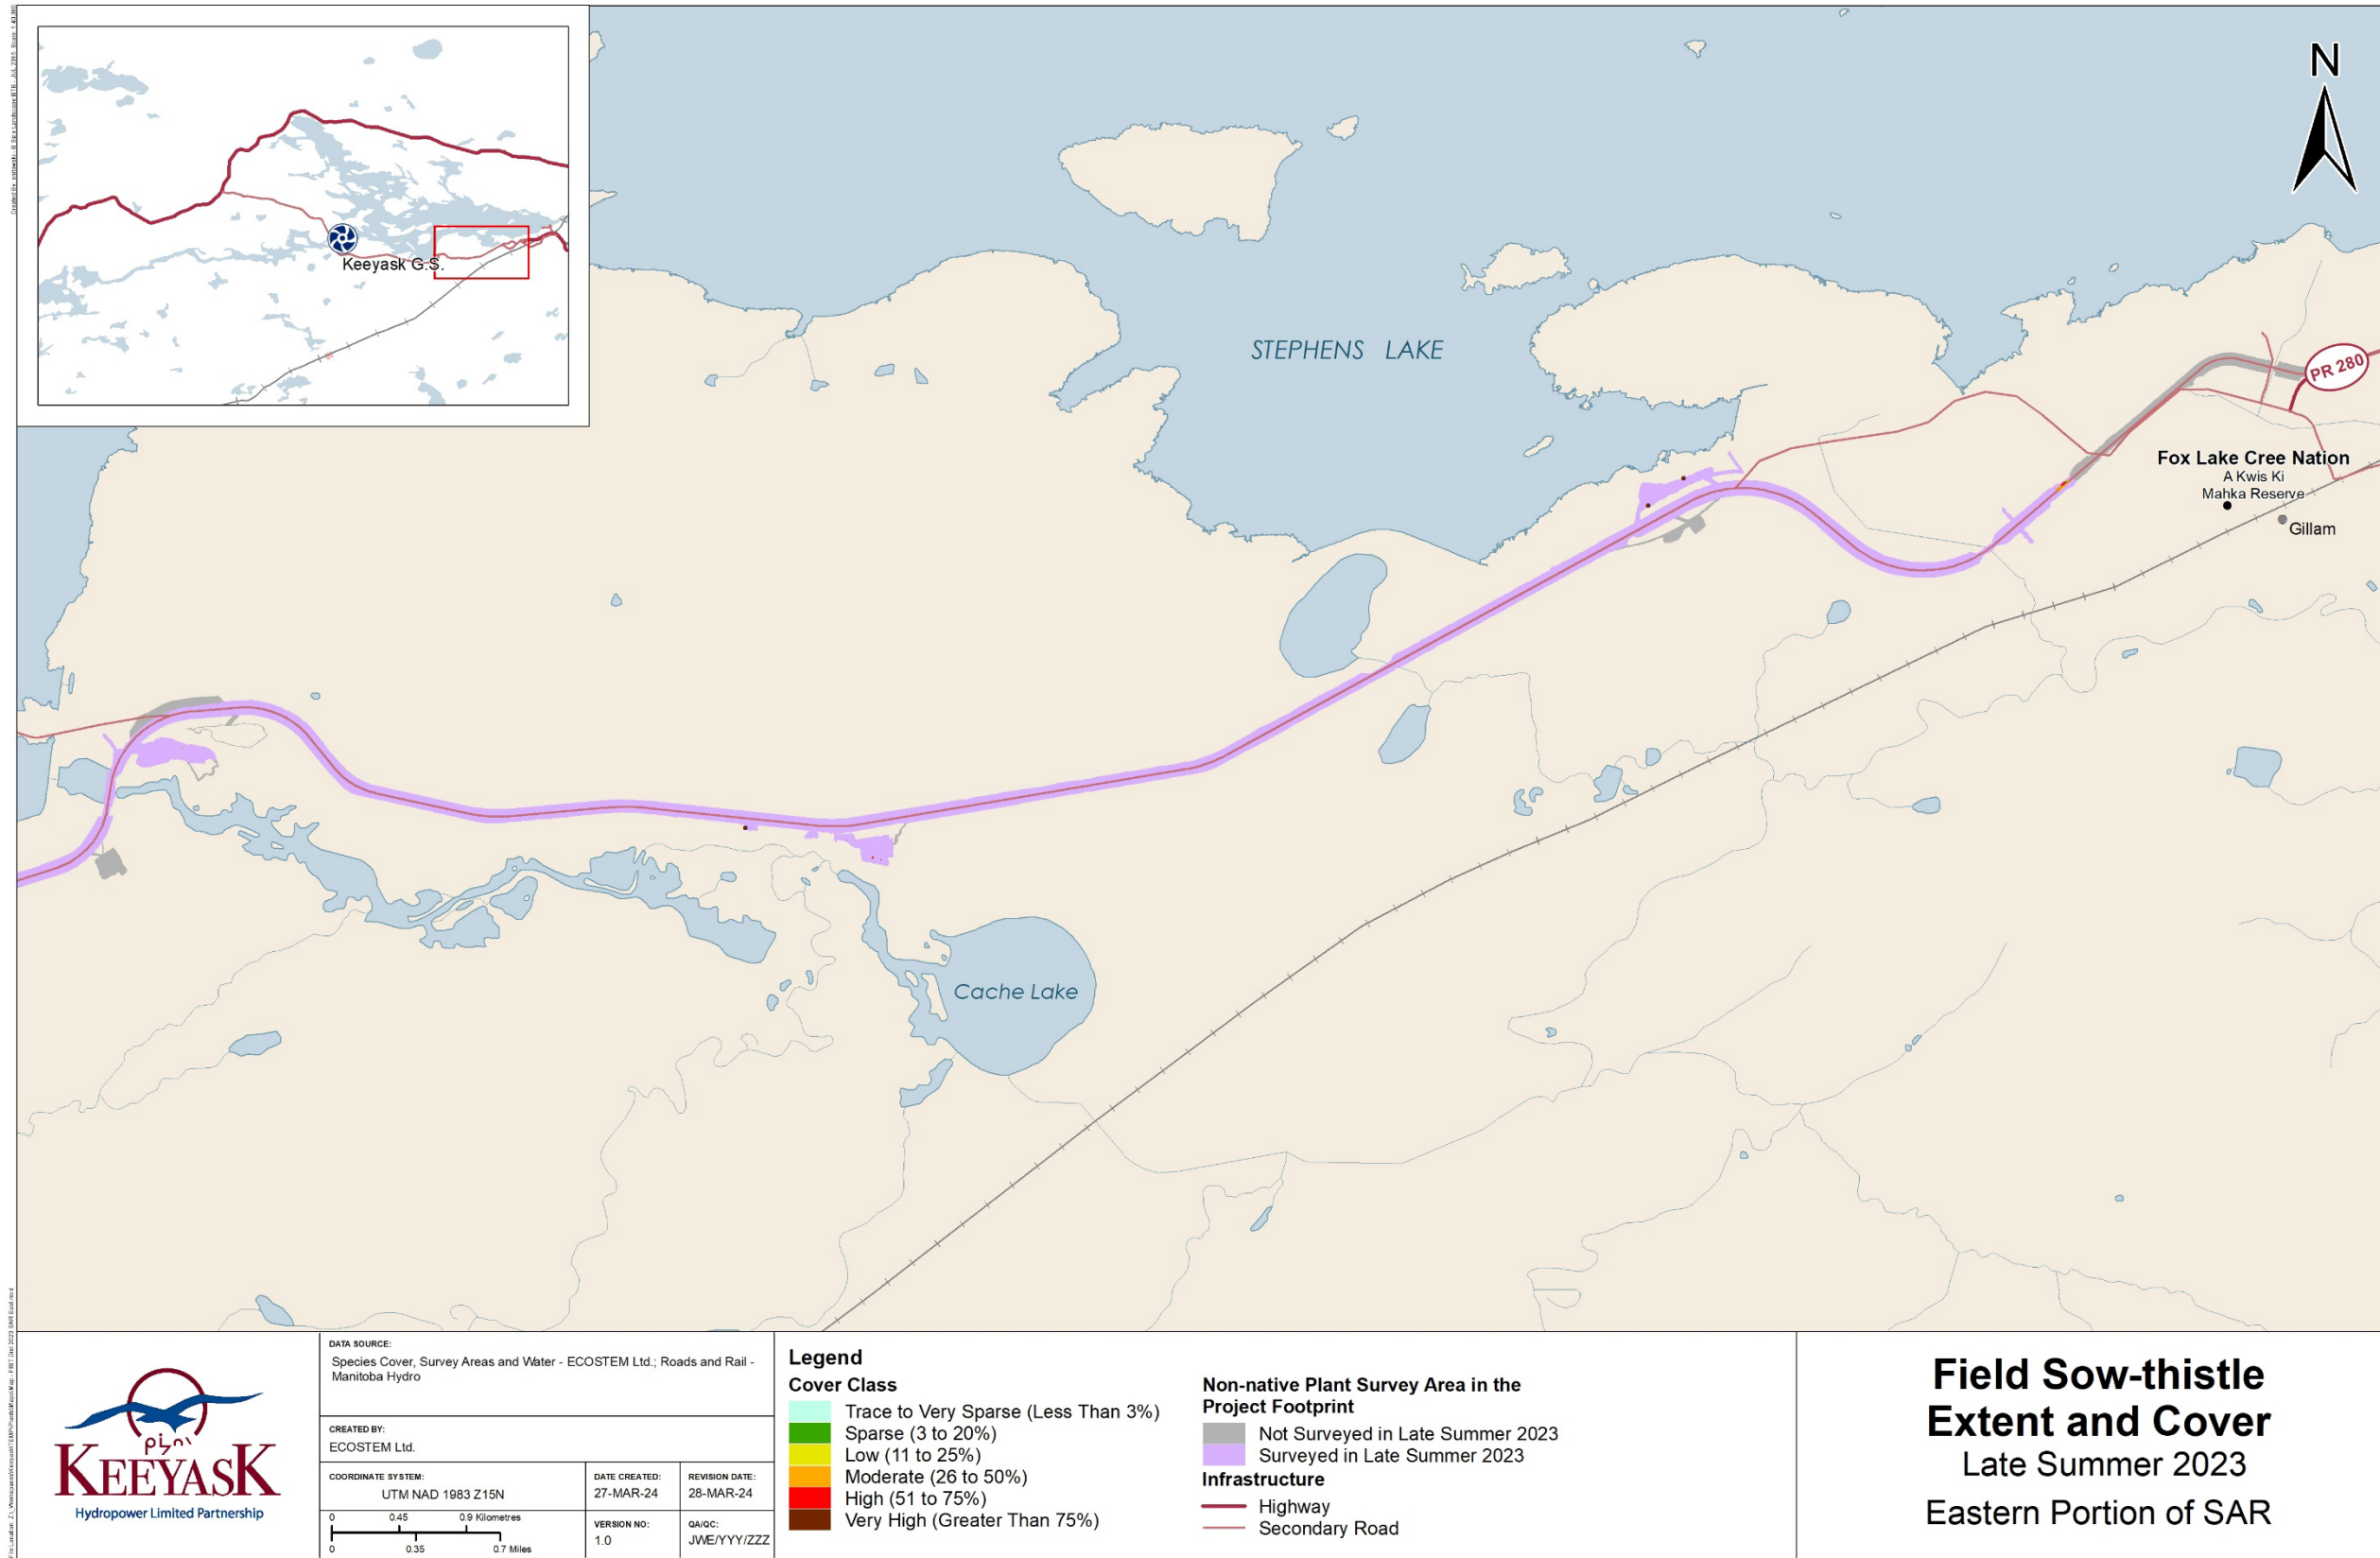 Keeyask G.S.
N
STEPHENS LAKE
PR 280
Fox Lake Cree Nation
A Kwis Ki
Mahka Reserve
Gillam
Cache Lake
KEEYASK
Hydropower Limited Partnership
DATA SOURCE:
Species Cover, Survey Areas and Water - ECOSTEM Ltd.; Roads and Rail -
Manitoba Hydro
CREATED BY:
ECOSTEM Ltd.
COORDINATE SYSTEM:
UTM NAD 1983 Z15N
DATE CREATED:
27-MAR-24
REVISION DATE:
28-MAR-24
0 0.45 0.9 Kilometres
0 0.35 0.7 Miles
VERSION NO:
1.0
QA/QC:
JWE/YYY/ZZZ
Legend
Cover Class
Trace to Very Sparse (Less Than 3%)
Sparse (3 to 20%)
Low (11 to 25%)
Moderate (26 to 50%)
High (51 to 75%)
Very High (Greater Than 75%)
Non-native Plant Survey Area in the
Project Footprint
Not Surveyed in Late Summer 2023
Surveyed in Late Summer 2023
Infrastructure
Highway
Secondary Road
Field Sow-thistle
Extent and Cover
Late Summer 2023
Eastern Portion of SAR